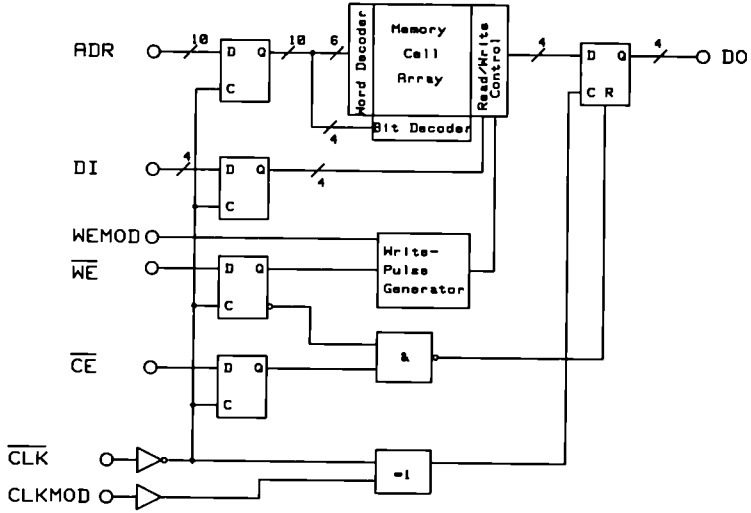 ADR 10 D Q 10 6 Word Decoder Memory Cell Array Read/Write Control 4 D Q 4 DO
C
C R
Bit Decoder
4
DI 4 D Q 4
C
WEMOD
WE D Q Write-Pulse Generator
C
&
CE D Q
C
CLK
=1
CLKMOD